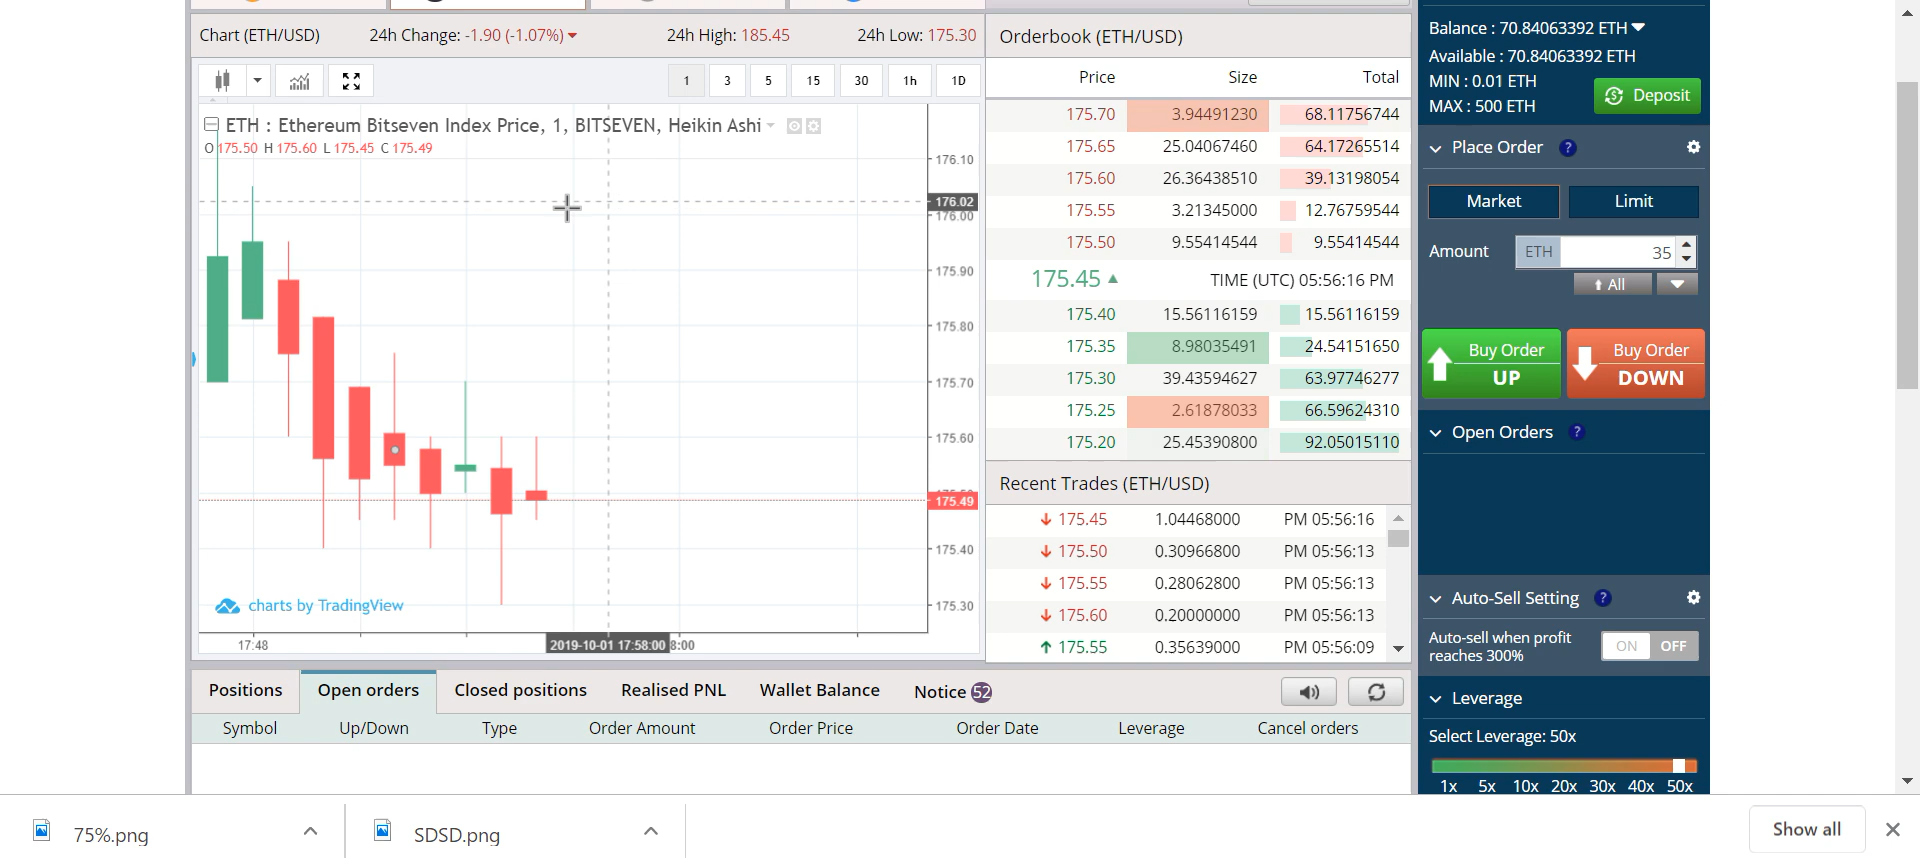 Chart (ETH/USD) 24h Change: -1.90 (-1.07%) 24h High: 185.45 24h Low: 175.30
1 3 5 15 30 1h 1D
ETH : Ethereum Bitseven Index Price, 1, BITSEVEN, Heikin Ashi
O 175.50 H 175.60 L 175.45 C 175.49
176.10
176.02
176.00
175.90
175.80
175.70
175.60
175.49
175.40
175.30
charts by TradingView
17:48 2019-10-01 17:58:00 8:00
Orderbook (ETH/USD)
Price Size Total
175.70 3.94491230 68.11756744
175.65 25.04067460 64.17265514
175.60 26.36438510 39.13198054
175.55 3.21345000 12.76759544
175.50 9.55414544 9.55414544
175.45 TIME (UTC) 05:56:16 PM
175.40 15.56116159 15.56116159
175.35 8.98035491 24.54151650
175.30 39.43594627 63.97746277
175.25 2.61878033 66.59624310
175.20 25.45390800 92.05015110
Recent Trades (ETH/USD)
175.45 1.04468000 PM 05:56:16
175.50 0.30966800 PM 05:56:13
175.55 0.28062800 PM 05:56:13
175.60 0.20000000 PM 05:56:13
175.55 0.35639000 PM 05:56:09
Balance : 70.84063392 ETH
Available : 70.84063392 ETH
MIN : 0.01 ETH
MAX : 500 ETH
Deposit
Place Order ?
Market Limit
Amount ETH 35
All
Buy Order UP
Buy Order DOWN
Open Orders ?
Auto-Sell Setting ?
Auto-sell when profit
reaches 300%
ON OFF
Leverage
Select Leverage: 50x
1x 5x 10x 20x 30x 40x 50x
Positions Open orders Closed positions Realised PNL Wallet Balance Notice 52
Symbol Up/Down Type Order Amount Order Price Order Date Leverage Cancel orders
75%.png SDSD.png Show all